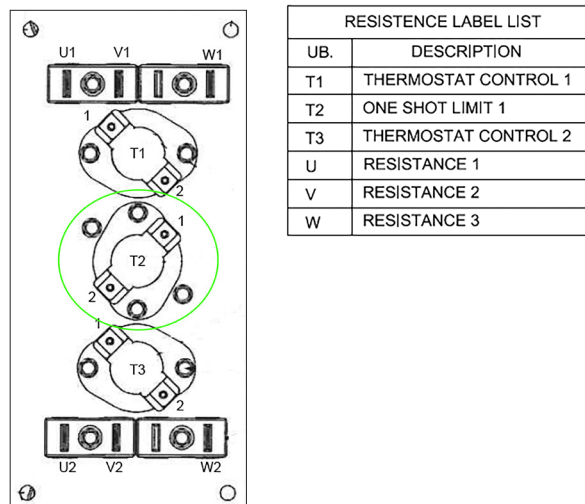 U1 V1 W1
1
T1
2
1
T2
2
1
T3
2
U2 V2 W2
RESISTENCE LABEL LIST
UB. DESCRIPTION
T1 THERMOSTAT CONTROL 1
T2 ONE SHOT LIMIT 1
T3 THERMOSTAT CONTROL 2
U RESISTANCE 1
V RESISTANCE 2
W RESISTANCE 3